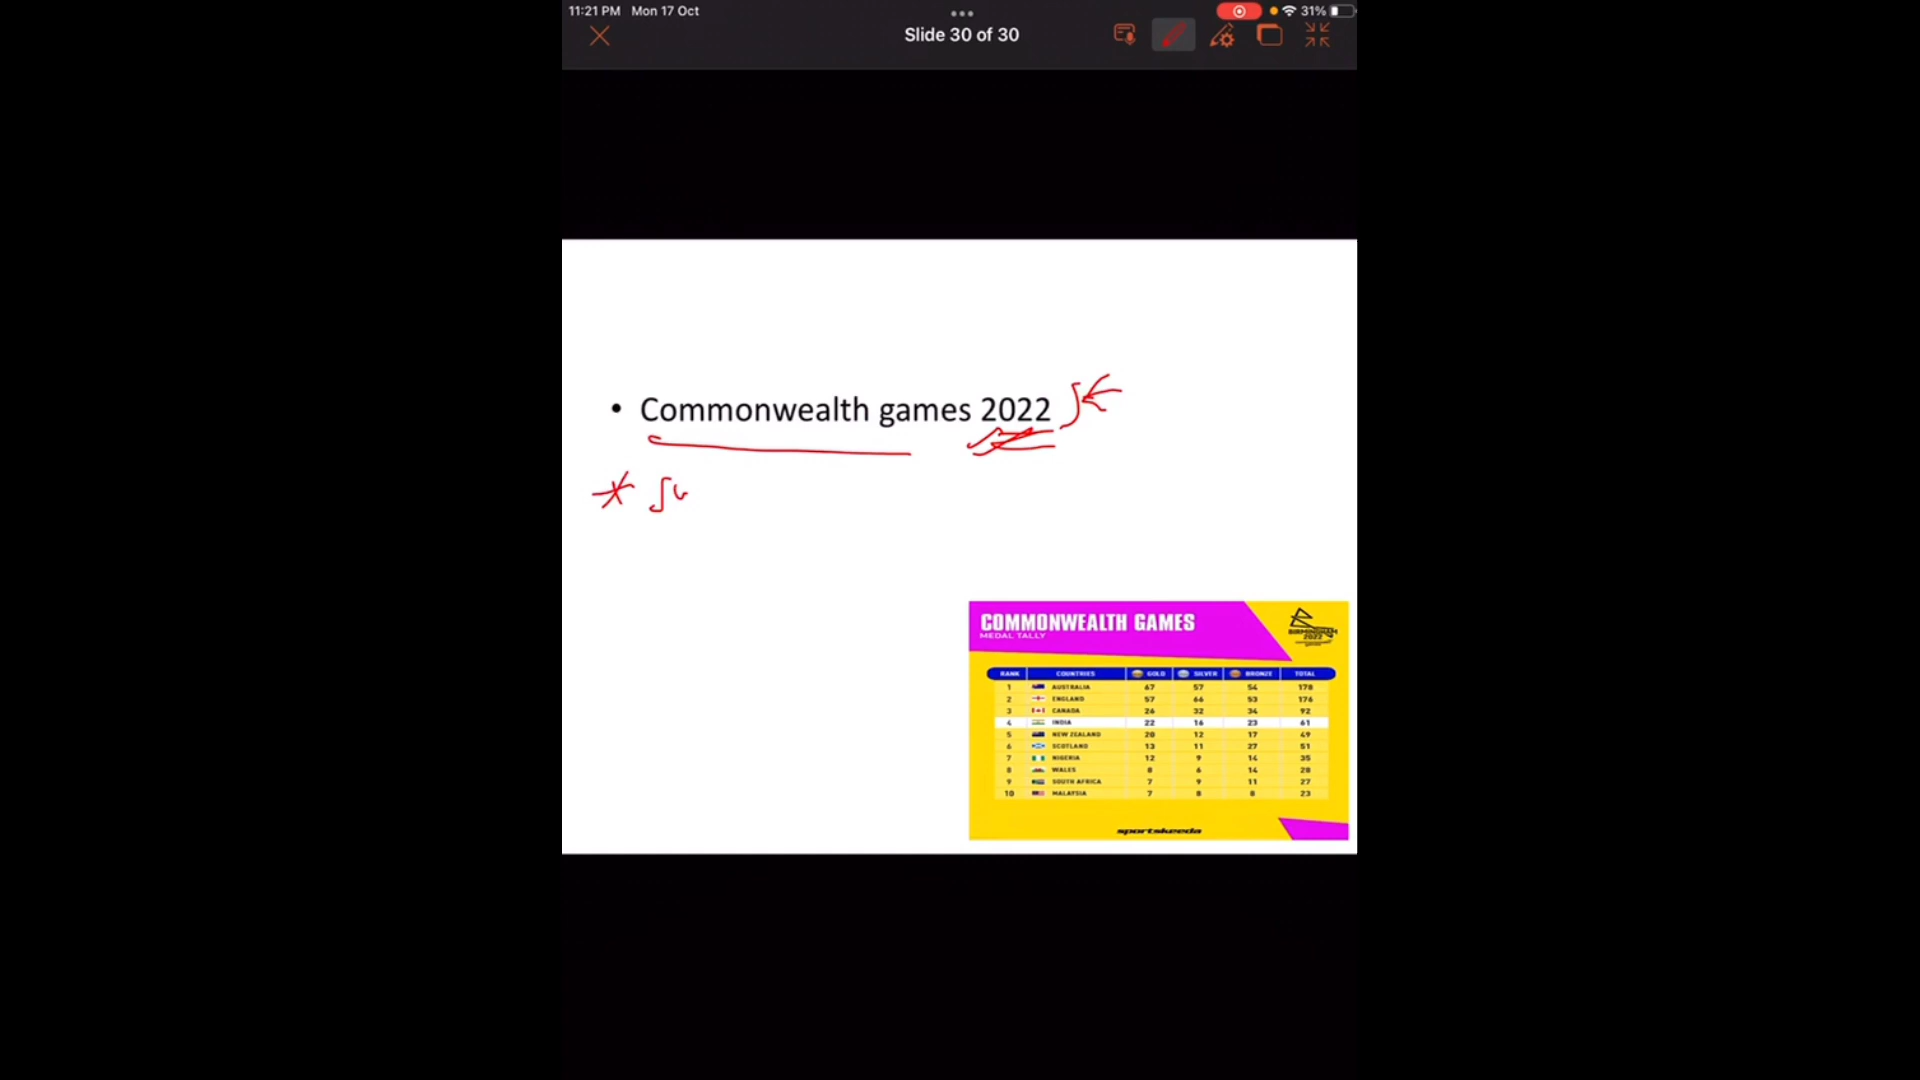 11:21 PM Mon 17 Oct
31%
Slide 30 of 30
• Commonwealth games 2022
COMMONWEALTH GAMES
MEDAL TALLY
BIRMINGHAM
2022
RANK COUNTRIES GOLD SILVER BRONZE TOTAL
1 AUSTRALIA 67 57 54 178
2 ENGLAND 57 66 53 176
3 CANADA 26 32 34 92
4 INDIA 22 16 23 61
5 NEW ZEALAND 20 12 17 49
6 SCOTLAND 13 11 27 51
7 NIGERIA 12 9 14 35
8 WALES 8 6 14 28
9 SOUTH AFRICA 7 9 11 27
10 MALAYSIA 7 8 8 23
sportskeeda